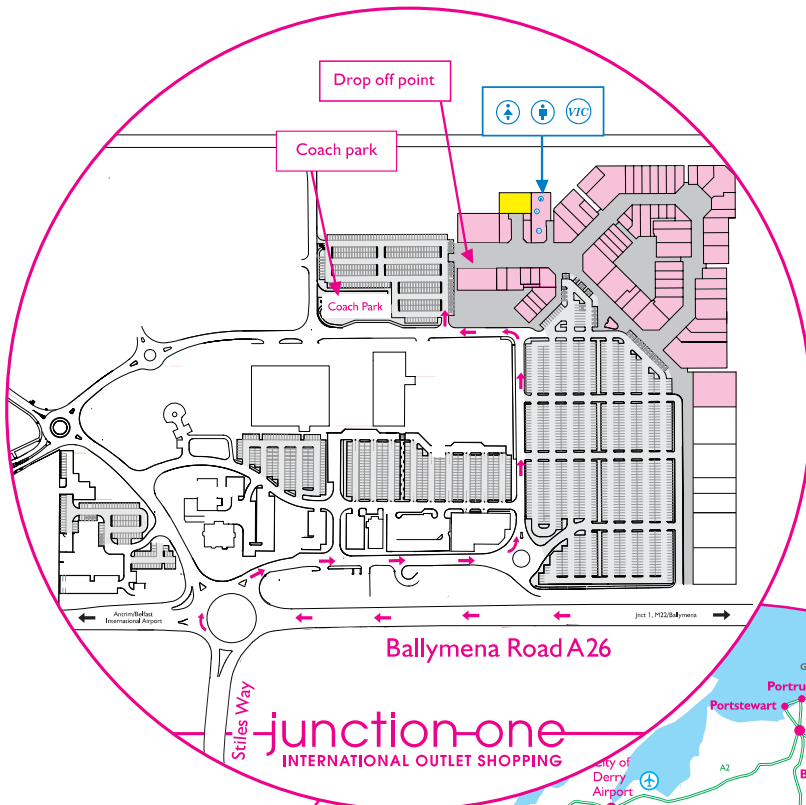 Drop off point
VIC
Coach park
Coach Park
Antrim/Belfast
International Airport
Jnct 1, M22/Ballymena
Ballymena Road A26
Stiles Way
junction one
INTERNATIONAL OUTLET SHOPPING
G
Portru
Portstewart
City of
Derry
Airport
A2
B